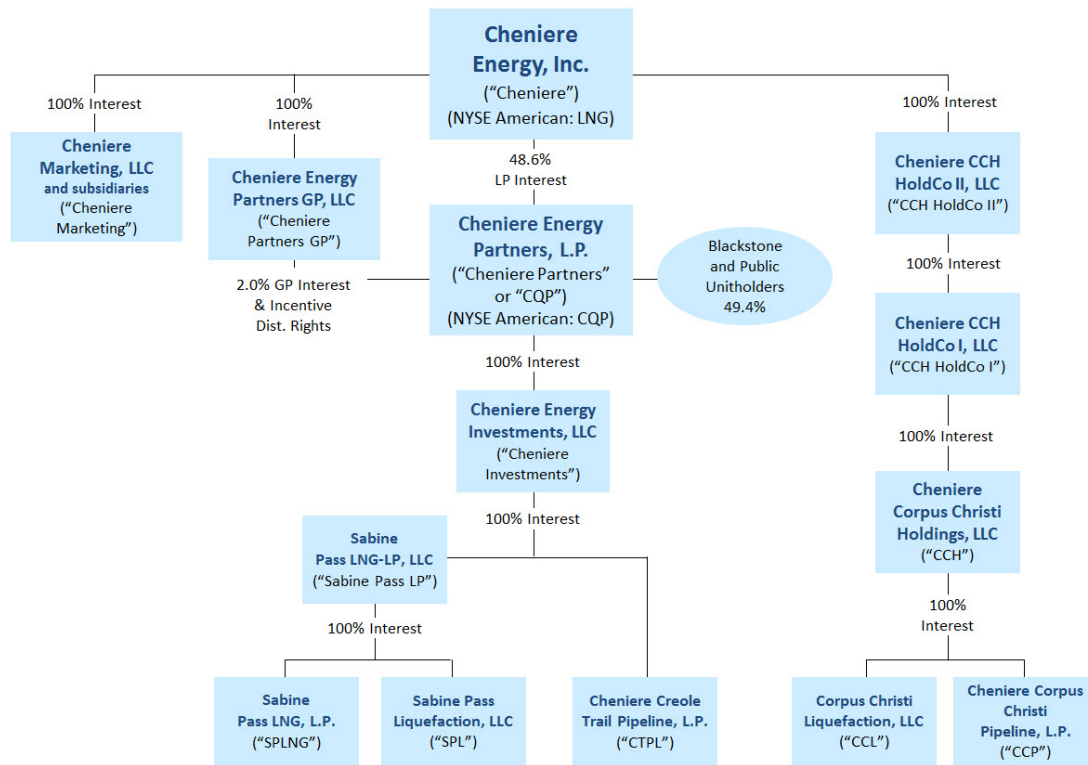 Cheniere
Energy, Inc.
(“Cheniere”)
(NYSE American: LNG)
100% Interest
100%
Interest
48.6%
LP Interest
100% Interest
Cheniere
Marketing, LLC
and subsidiaries
(“Cheniere
Marketing”)
Cheniere Energy
Partners GP, LLC
(“Cheniere
Partners GP”)
2.0% GP Interest
& Incentive
Dist. Rights
Cheniere Energy
Partners, L.P.
(“Cheniere Partners”
or “CQP”)
(NYSE American: CQP)
Blackstone
and Public
Unitholders
49.4%
Cheniere CCH
HoldCo II, LLC
(“CCH HoldCo II”)
100% Interest
Cheniere CCH
HoldCo I, LLC
(“CCH HoldCo I”)
100% Interest
100% Interest
Cheniere Energy
Investments, LLC
(“Cheniere
Investments”)
100% Interest
Cheniere
Corpus Christi
Holdings, LLC
(“CCH”)
Sabine
Pass LNG-LP, LLC
(“Sabine Pass LP”)
100% Interest
100%
Interest
Sabine
Pass LNG, L.P.
(“SPLNG”)
Sabine Pass
Liquefaction, LLC
(“SPL”)
Cheniere Creole
Trail Pipeline, L.P.
(“CTPL”)
Corpus Christi
Liquefaction, LLC
(“CCL”)
Cheniere Corpus
Christi
Pipeline, L.P.
(“CCP”)